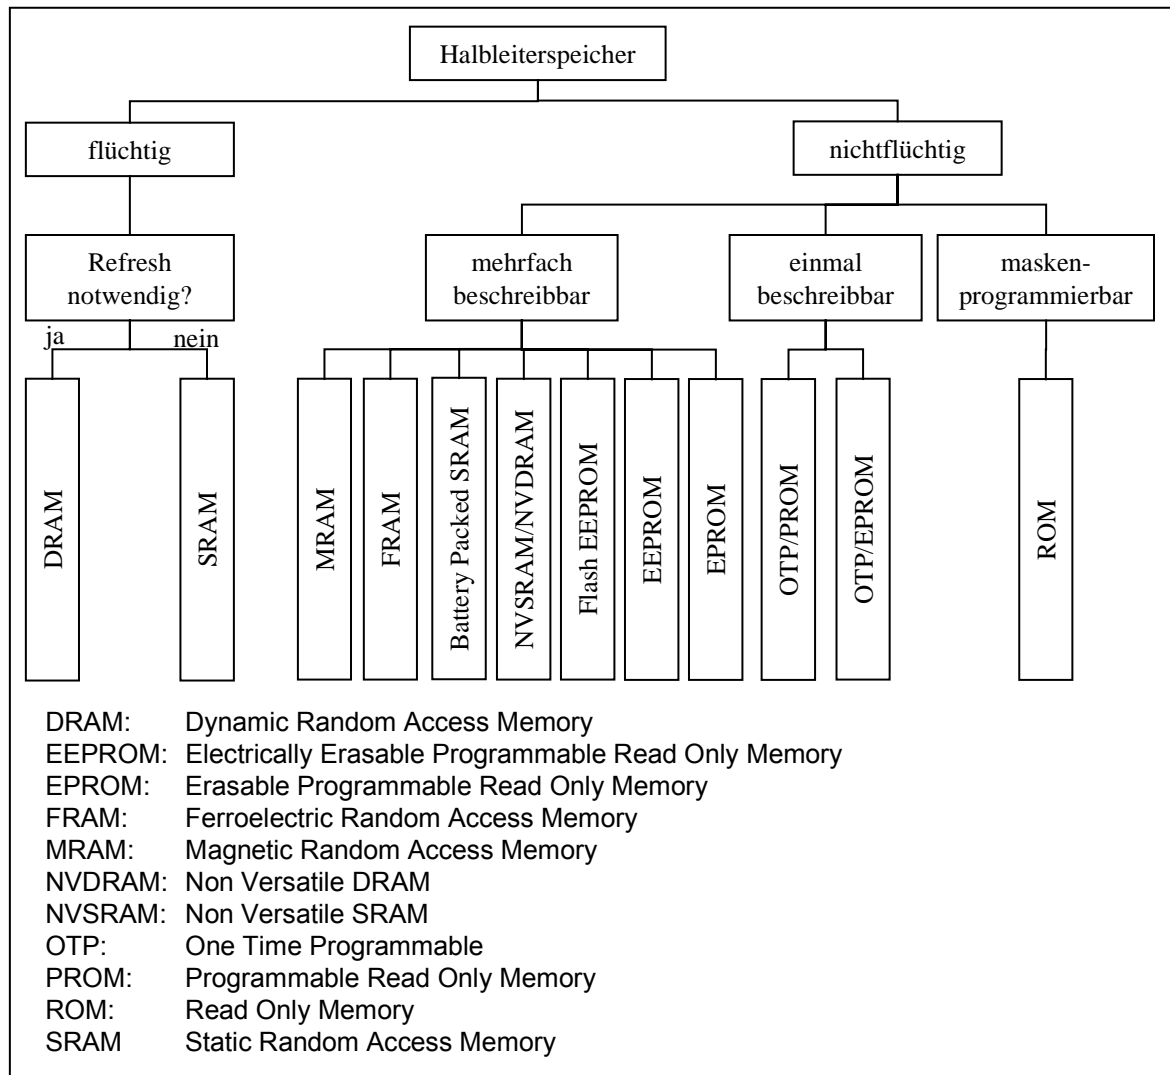 Halbleiterspeicher
flüchtig
nichtflüchtig
Refresh
notwendig?
mehrfach
beschreibbar
einmal
beschreibbar
masken-
programmierbar
ja
nein
DRAM
SRAM
MRAM
FRAM
Battery Packed SRAM
NVSRAM/NVDRAM
Flash EEPROM
EEPROM
EPROM
OTP/PROM
OTP/EPROM
ROM
DRAM: Dynamic Random Access Memory
EEPROM: Electrically Erasable Programmable Read Only Memory
EPROM: Erasable Programmable Read Only Memory
FRAM: Ferroelectric Random Access Memory
MRAM: Magnetic Random Access Memory
NVDRAM: Non Versatile DRAM
NVSRAM: Non Versatile SRAM
OTP: One Time Programmable
PROM: Programmable Read Only Memory
ROM: Read Only Memory
SRAM Static Random Access Memory